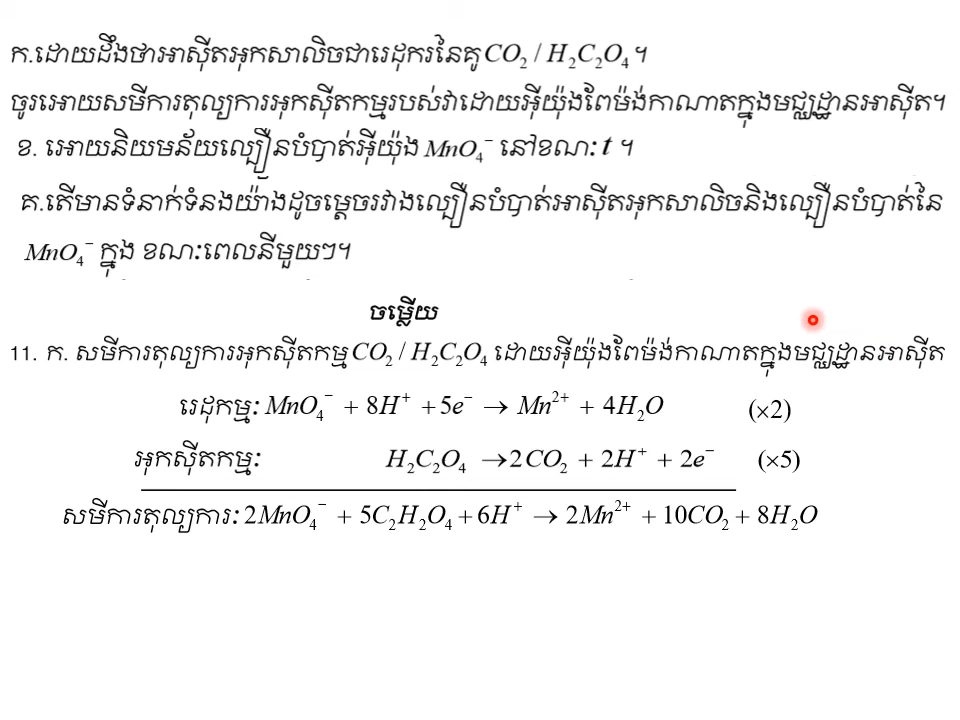 ក.ដោយដឹងថាអាស៊ីតអុកសាលិចជារេដុករនៃគូ CO₂ / H₂C₂O₄ ។
ចូរអោយសមីការតុល្យការអុកស៊ីតកម្មរបស់វាដោយអ៊ីយ៉ុងពែម៉ង់កាណាតក្នុងមជ្ឈដ្ឋានអាស៊ីត។
ខ. អោយនិយមន័យល្បឿនបំបាត់អ៊ីយ៉ុង MnO₄⁻ នៅខណៈ t ។
គ.តើមានទំនាក់ទំនងយ៉ាងដូចម្តេចរវាងល្បឿនបំបាត់អាស៊ីតអុកសាលិចនិងល្បឿនបំបាត់នៃ
MnO₄⁻ ក្នុង ខណៈពេលនីមួយៗ។
ចម្លើយ
11. ក. សមីការតុល្យការអុកស៊ីតកម្ម CO₂ / H₂C₂O₄ ដោយអ៊ីយ៉ុងពែម៉ង់កាណាតក្នុងមជ្ឈដ្ឋានអាស៊ីត
រេដុកម្ម: MnO₄⁻ + 8H⁺ + 5e⁻ → Mn²⁺ + 4H₂O (×2)
អុកស៊ីតកម្ម: H₂C₂O₄ → 2CO₂ + 2H⁺ + 2e⁻ (×5)
សមីការតុល្យការ: 2MnO₄⁻ + 5C₂H₂O₄ + 6H⁺ → 2Mn²⁺ + 10CO₂ + 8H₂O